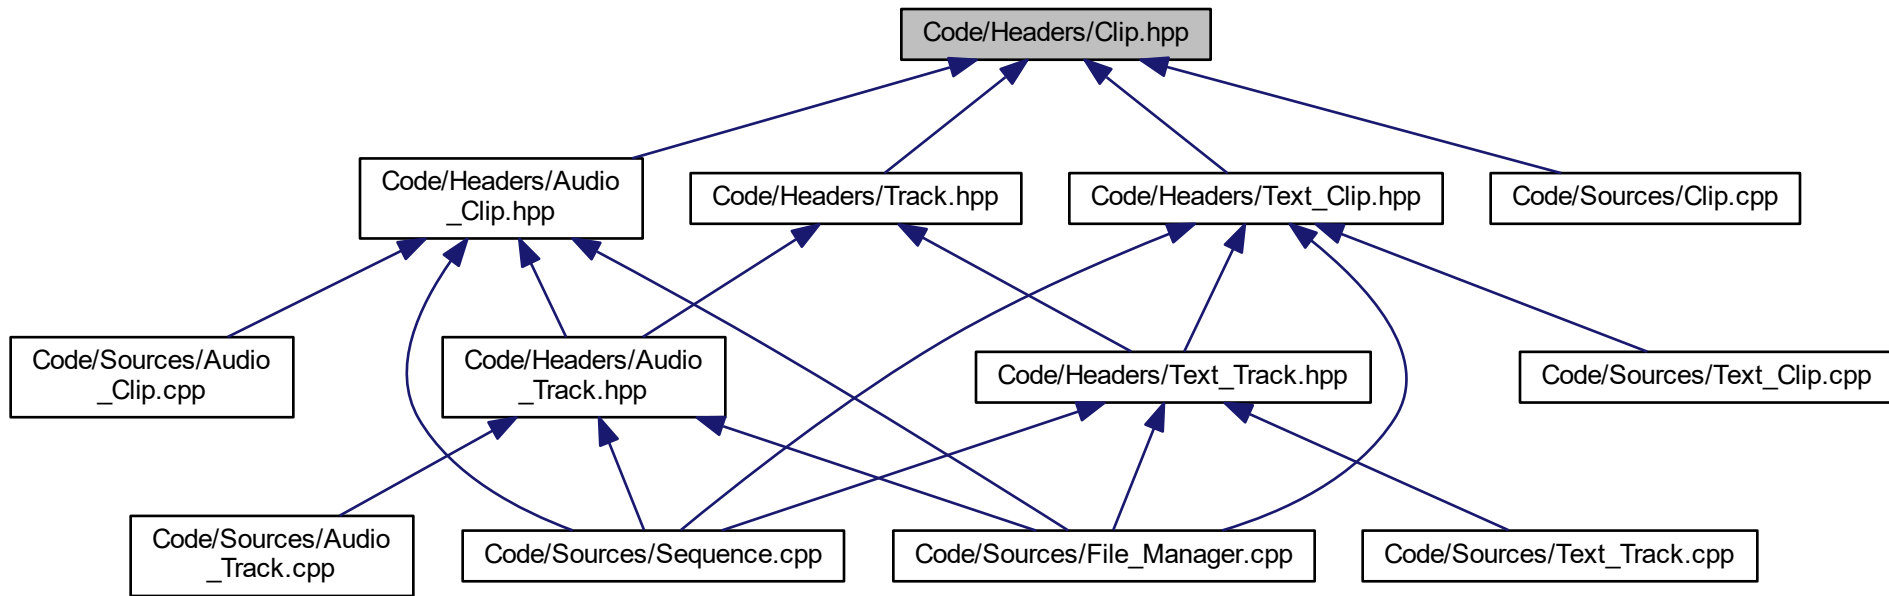 Code/Headers/Clip.hpp
Code/Headers/Audio
_Clip.hpp
Code/Headers/Track.hpp
Code/Headers/Text_Clip.hpp
Code/Sources/Clip.cpp
Code/Sources/Audio
_Clip.cpp
Code/Headers/Audio
_Track.hpp
Code/Headers/Text_Track.hpp
Code/Sources/Text_Clip.cpp
Code/Sources/Audio
_Track.cpp
Code/Sources/Sequence.cpp
Code/Sources/File_Manager.cpp
Code/Sources/Text_Track.cpp